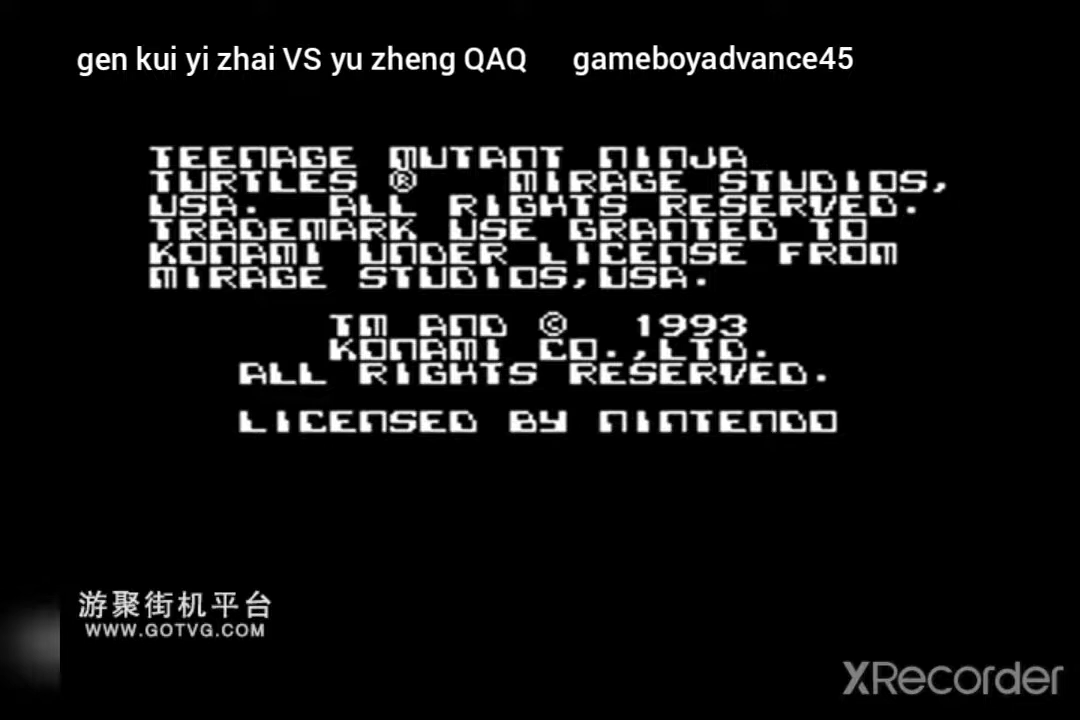 gen kui yi zhai VS yu zheng QAQ gameboyadvance45
TEENAGE MUTANT NINJA
TURTLES ® MIRAGE STUDIOS,
USA. ALL RIGHTS RESERVED.
TRADEMARK USE GRANTED TO
KONAMI UNDER LICENSE FROM
MIRAGE STUDIOS,USA.
TM AND © 1993
KONAMI CO.,LTD.
ALL RIGHTS RESERVED.
LICENSED BY NINTENDO
游聚街机平台
WWW.GOTVG.COM
XRecorder